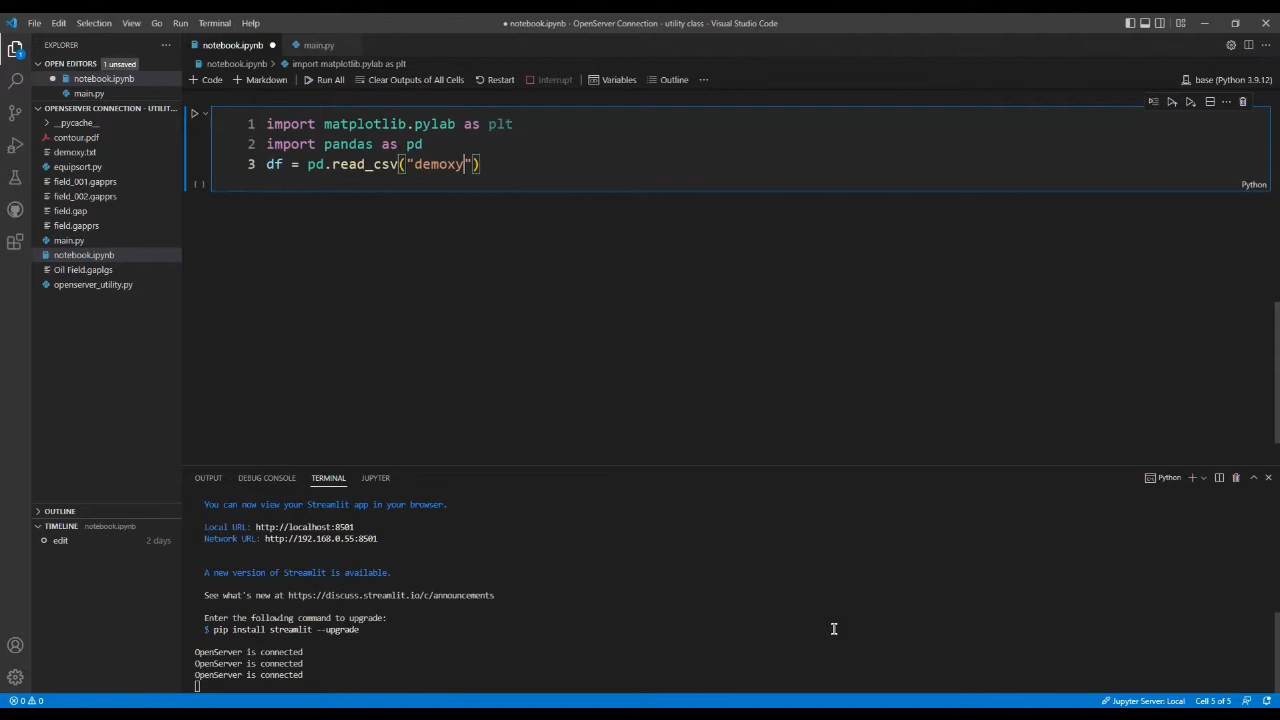 File Edit Selection View Go Run Terminal Help
● notebook.ipynb - OpenServer Connection - utility class - Visual Studio Code
EXPLORER
notebook.ipynb ●
main.py
OPEN EDITORS 1 unsaved
notebook.ipynb
main.py
OPENSERVER CONNECTION - UTILIT...
__pycache__
contour.pdf
demoxy.txt
equipsort.py
field_001.gapprs
field_002.gapprs
field.gap
field.gapprs
main.py
notebook.ipynb
Oil Field.gaplgs
openserver_utility.py
OUTLINE
TIMELINE notebook.ipynb
edit 2 days
notebook.ipynb > import matplotlib.pylab as plt
+ Code + Markdown Run All Clear Outputs of All Cells Restart Interrupt Variables Outline ...
base (Python 3.9.12)
1 import matplotlib.pylab as plt
2 import pandas as pd
3 df = pd.read_csv("demoxy")
[ ]
Python
OUTPUT DEBUG CONSOLE TERMINAL JUPYTER
Python
You can now view your Streamlit app in your browser.
Local URL: http://localhost:8501
Network URL: http://192.168.0.55:8501
A new version of Streamlit is available.
See what's new at https://discuss.streamlit.io/c/announcements
Enter the following command to upgrade:
$ pip install streamlit --upgrade
OpenServer is connected
OpenServer is connected
OpenServer is connected
0 0
Jupyter Server: Local Cell 5 of 5